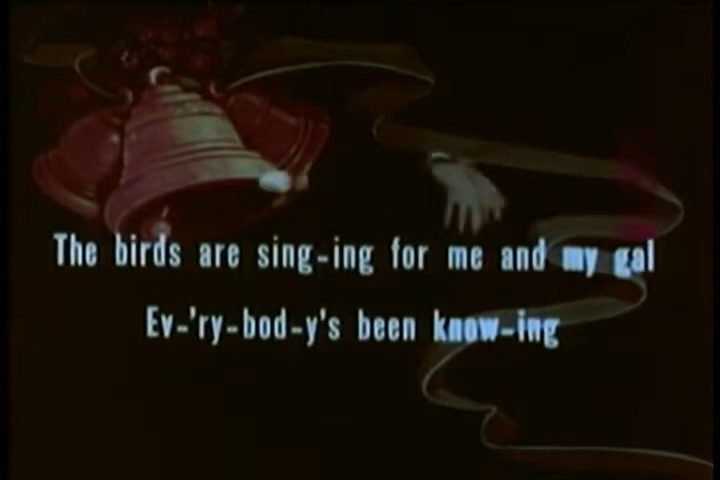 The birds are sing-ing for me and my gal
Ev-'ry-bod-y's been know-ing